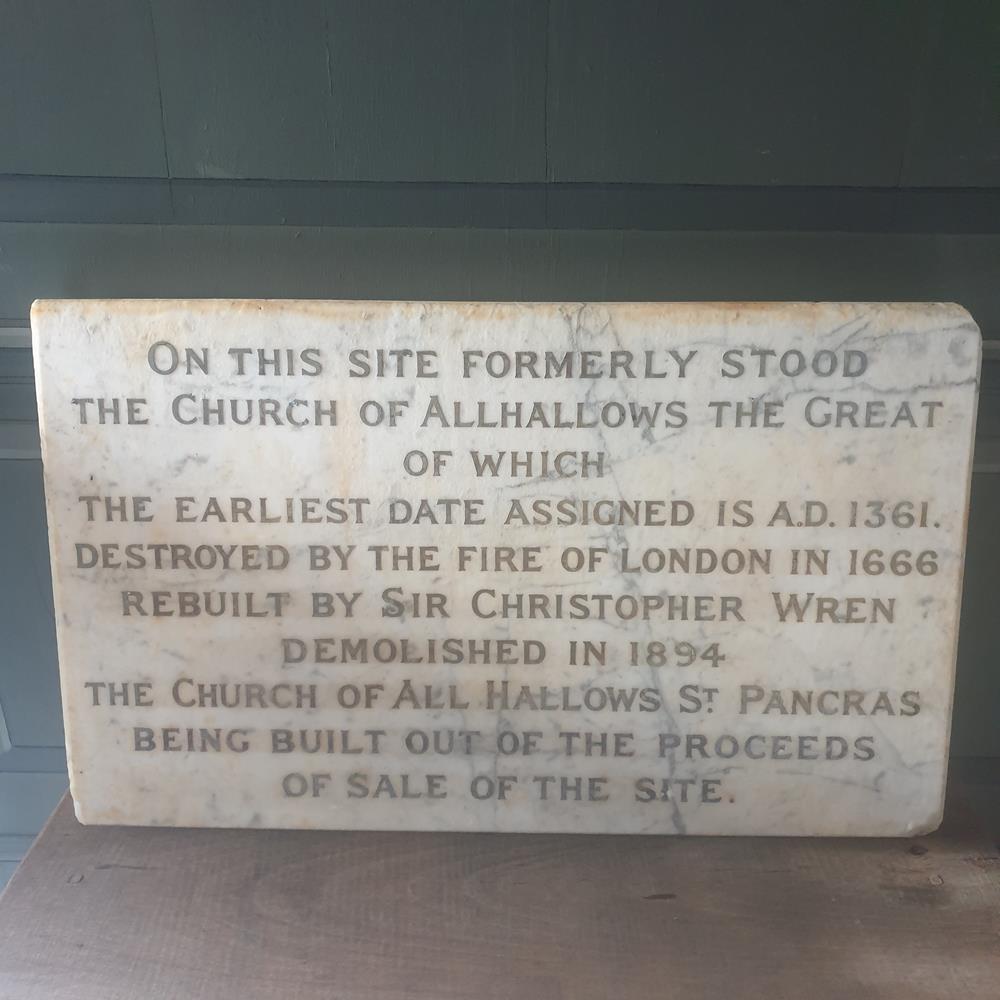 On this site formerly stood
the Church of Allhallows the Great
of which
the earliest date assigned is A.D. 1361.
destroyed by the fire of London in 1666
rebuilt by Sir Christopher Wren
demolished in 1894
the Church of All Hallows St Pancras
being built out of the proceeds
of sale of the site.